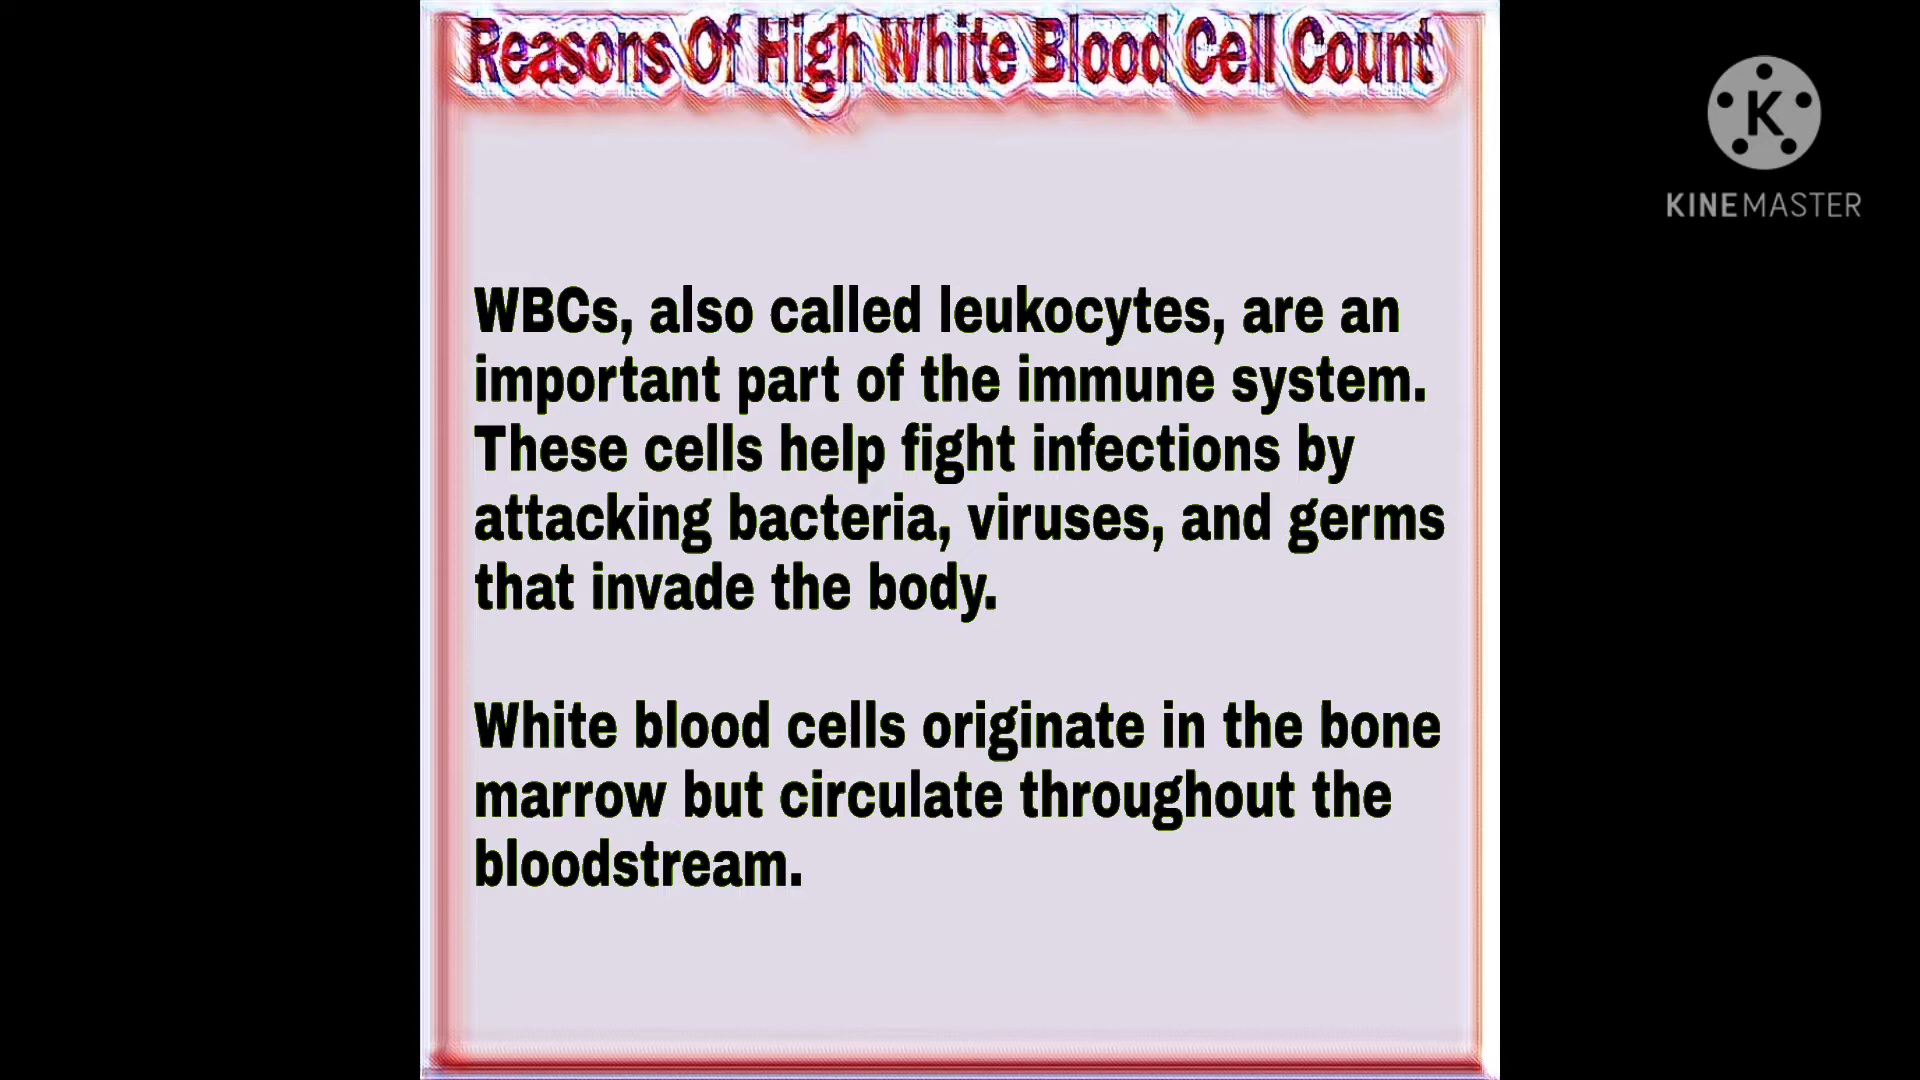 Reasons Of High White Blood Cell Count
K
KINEMASTER
WBCs, also called leukocytes, are an
important part of the immune system.
These cells help fight infections by
attacking bacteria, viruses, and germs
that invade the body.
White blood cells originate in the bone
marrow but circulate throughout the
bloodstream.